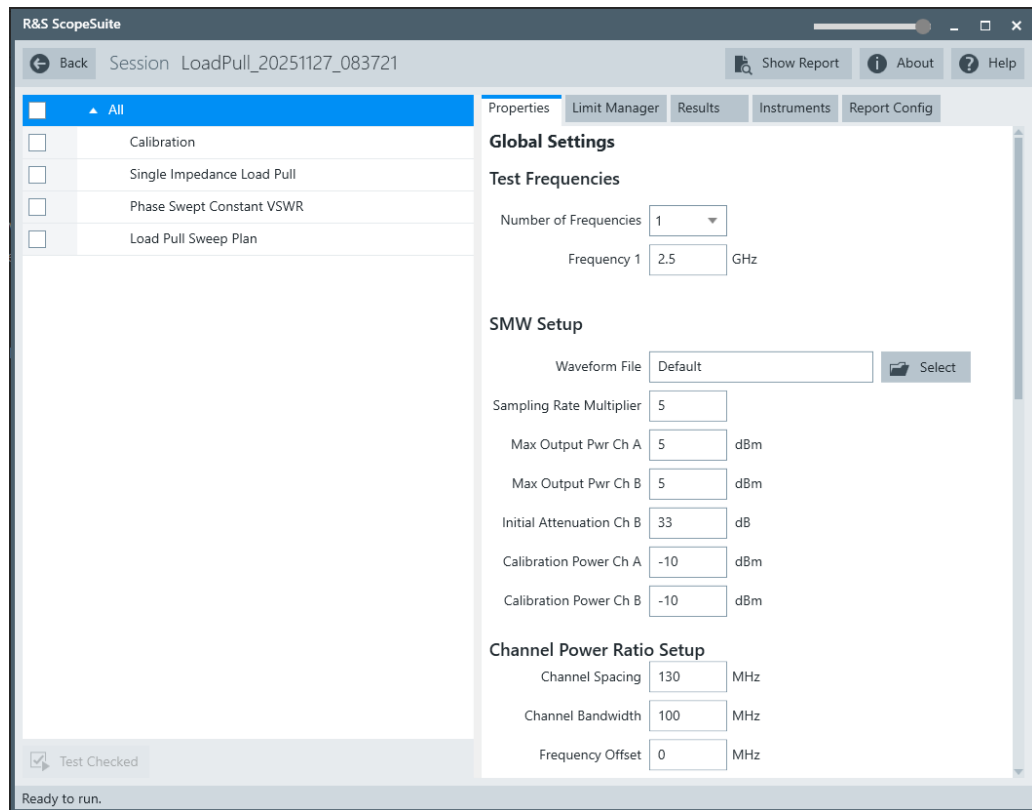 R&S ScopeSuite
Back Session LoadPull_20251127_083721 Show Report About Help
All
Calibration
Single Impedance Load Pull
Phase Swept Constant VSWR
Load Pull Sweep Plan
Properties Limit Manager Results Instruments Report Config
Global Settings
Test Frequencies
Number of Frequencies 1
Frequency 1 2.5 GHz
SMW Setup
Waveform File Default Select
Sampling Rate Multiplier 5
Max Output Pwr Ch A 5 dBm
Max Output Pwr Ch B 5 dBm
Initial Attenuation Ch B 33 dB
Calibration Power Ch A -10 dBm
Calibration Power Ch B -10 dBm
Channel Power Ratio Setup
Channel Spacing 130 MHz
Channel Bandwidth 100 MHz
Frequency Offset 0 MHz
Test Checked
Ready to run.